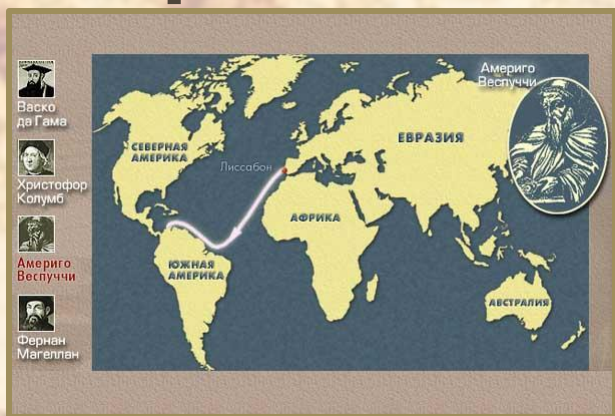 Васко
да Гама
Христофор
Колумб
Америго
Веспуччи
Фернан
Магеллан
Америго
Веспуччи
СЕВЕРНАЯ
АМЕРИКА
Лиссабон
ЕВРАЗИЯ
АФРИКА
ЮЖНАЯ
АМЕРИКА
АВСТРАЛИЯ